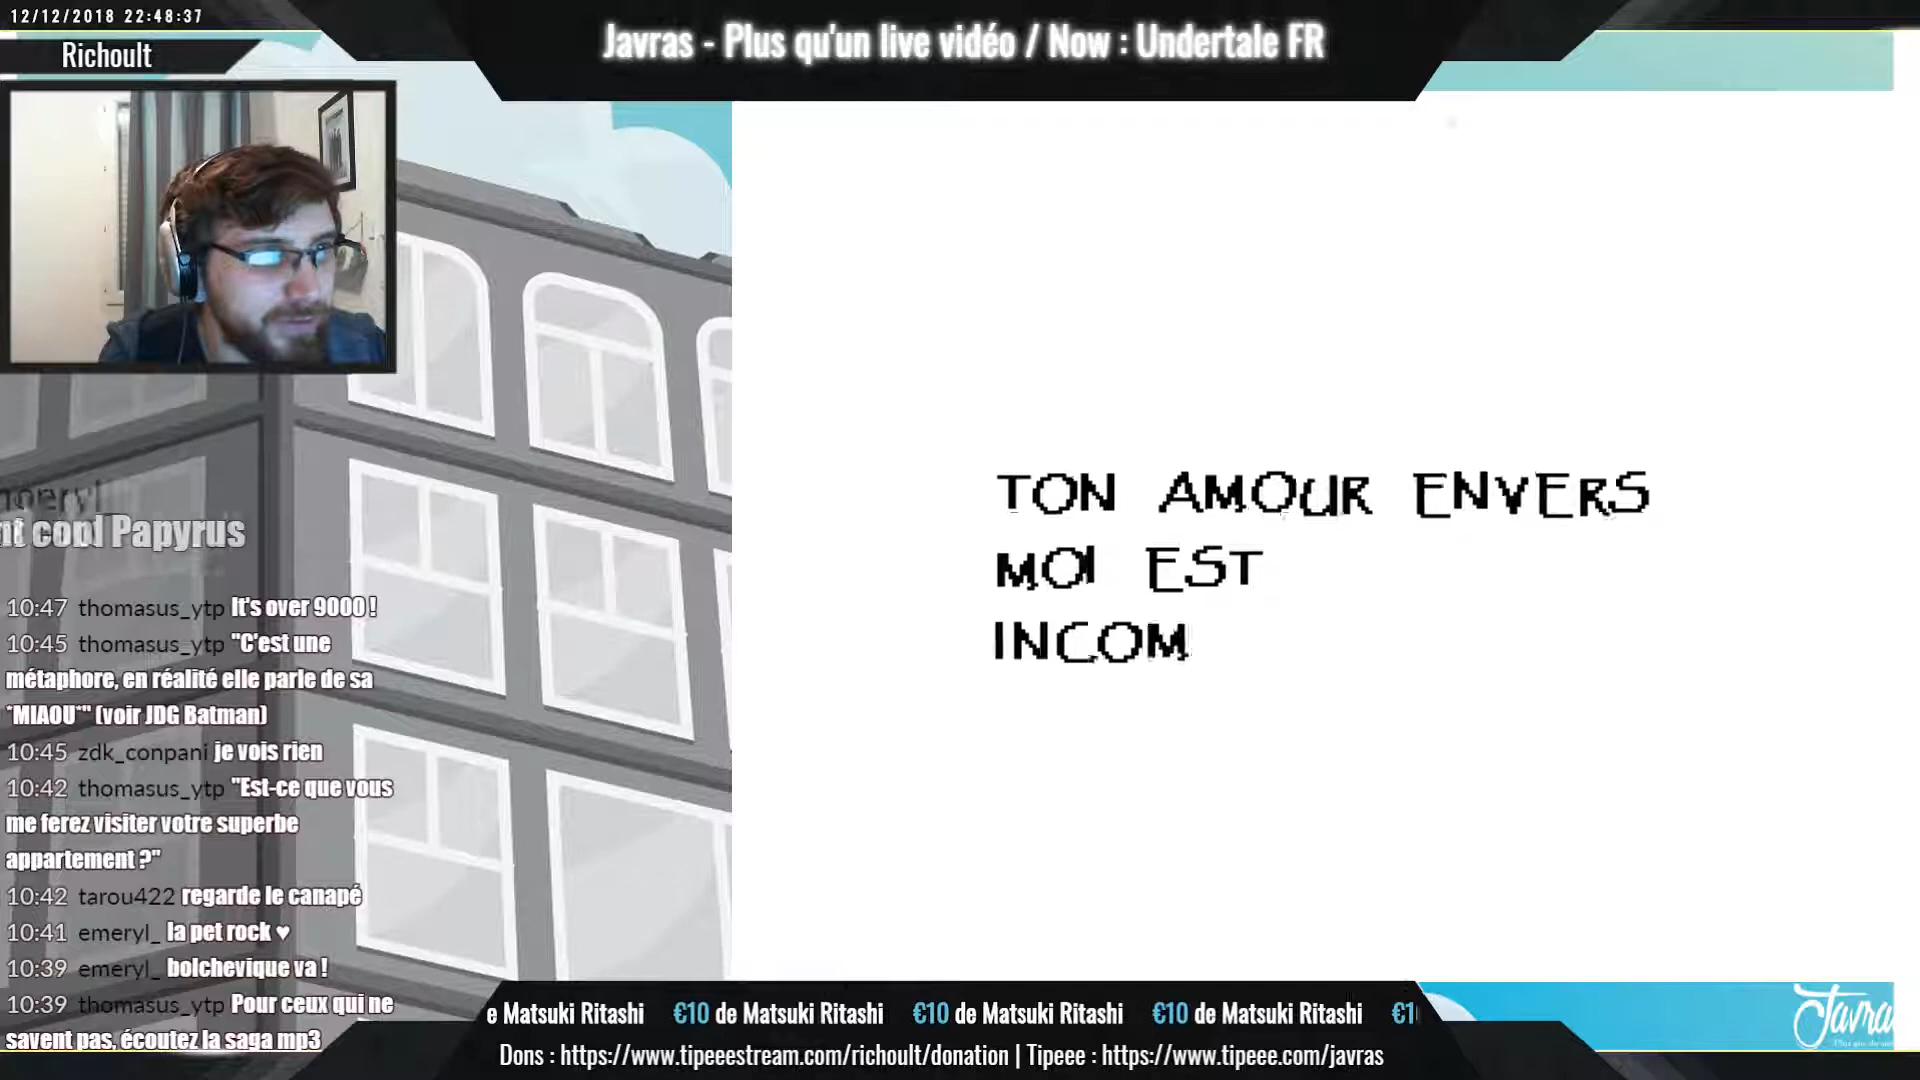 12/12/2018 22:48:37
Richoult
Javras - Plus qu'un live vidéo / Now : Undertale FR
TON AMOUR ENVERS
MOI EST
INCOM
cool Papyrus
10:47 thomasus_ytp It's over 9000 !
10:45 thomasus_ytp "C'est une
métaphore, en réalité elle parle de sa
*MIAOU*" (voir JDG Batman)
10:45 zdk_conpani je vois rien
10:42 thomasus_ytp "Est-ce que vous
me ferez visiter votre superbe
appartement ?"
10:42 tarou422 regarde le canapé
10:41 emeryl_ la pet rock ♥
10:39 emeryl_ bolchevique va !
10:39 thomasus_ytp Pour ceux qui ne
savent pas, écoutez la saga mp3
e Matsuki Ritashi €10 de Matsuki Ritashi €10 de Matsuki Ritashi €10 de Matsuki Ritashi €1
Dons : https://www.tipeeestream.com/richoult/donation | Tipeee : https://www.tipeee.com/javras
Javras